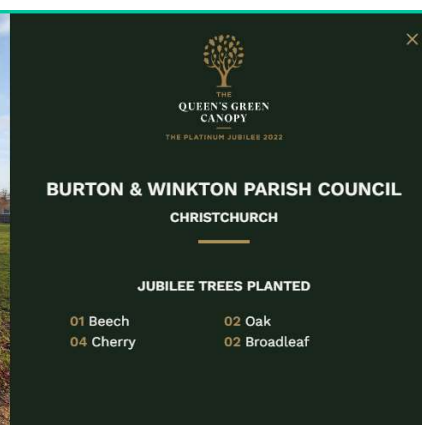 THE
QUEEN'S GREEN
CANOPY
THE PLATINUM JUBILEE 2022
BURTON & WINKTON PARISH COUNCIL
CHRISTCHURCH
JUBILEE TREES PLANTED
01 Beech
02 Oak
04 Cherry
02 Broadleaf